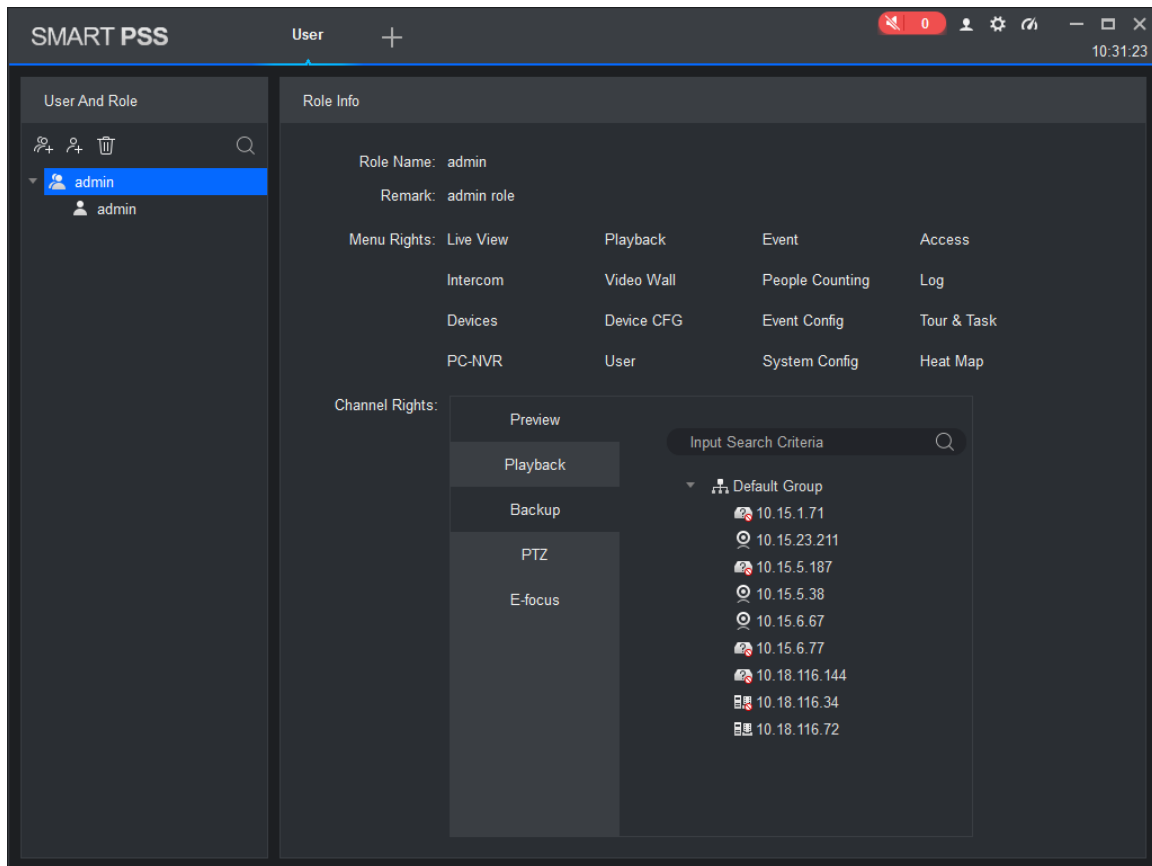 SMART PSS
User
0
10:31:23
User And Role
admin
admin
Role Info
Role Name: admin
Remark: admin role
Menu Rights: Live View Playback Event Access
Intercom Video Wall People Counting Log
Devices Device CFG Event Config Tour & Task
PC-NVR User System Config Heat Map
Channel Rights:
Preview
Playback
Backup
PTZ
E-focus
Input Search Criteria
Default Group
10.15.1.71
10.15.23.211
10.15.5.187
10.15.5.38
10.15.6.67
10.15.6.77
10.18.116.144
10.18.116.34
10.18.116.72